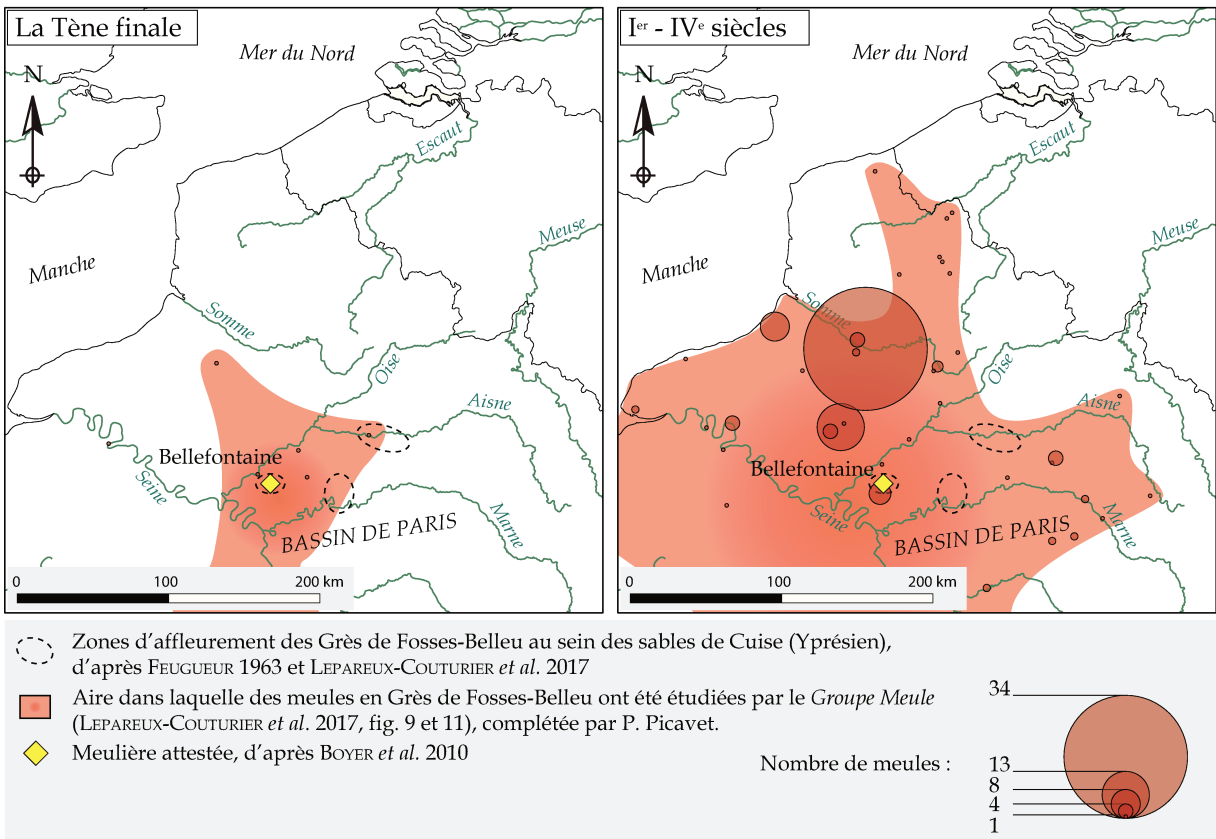 La Tène finale
Mer du Nord
N
Escaut
Meuse
Manche
Somme
Oise
Aisne
Bellefontaine
Seine
Marne
BASSIN DE PARIS
0 100 200 km
Ier - IVe siècles
Mer du Nord
N
Escaut
Meuse
Manche
Somme
Oise
Aisne
Bellefontaine
Seine
Marne
BASSIN DE PARIS
0 100 200 km
Zones d'affleurement des Grès de Fosses-Belleu au sein des sables de Cuise (Yprésien),
d'après FEUGUEUR 1963 et LEPAREUX-COUTURIER et al. 2017
Aire dans laquelle des meules en Grès de Fosses-Belleu ont été étudiées par le Groupe Meule
(LEPAREUX-COUTURIER et al. 2017, fig. 9 et 11), complétée par P. Picavet.
Meulière attestée, d'après BOYER et al. 2010
Nombre de meules :
34
13
8
4
1